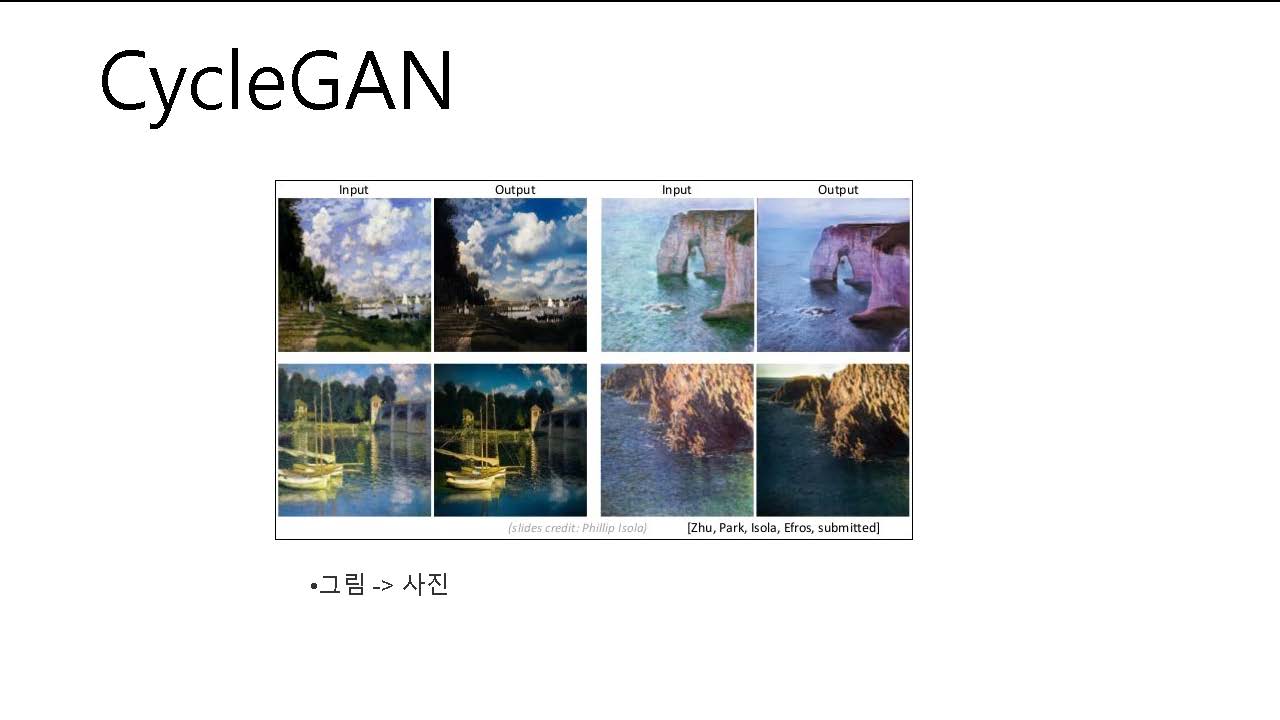 CycleGAN
Input Output Input Output
(slides credit: Phillip Isola) [Zhu, Park, Isola, Efros, submitted]
•그림 -> 사진